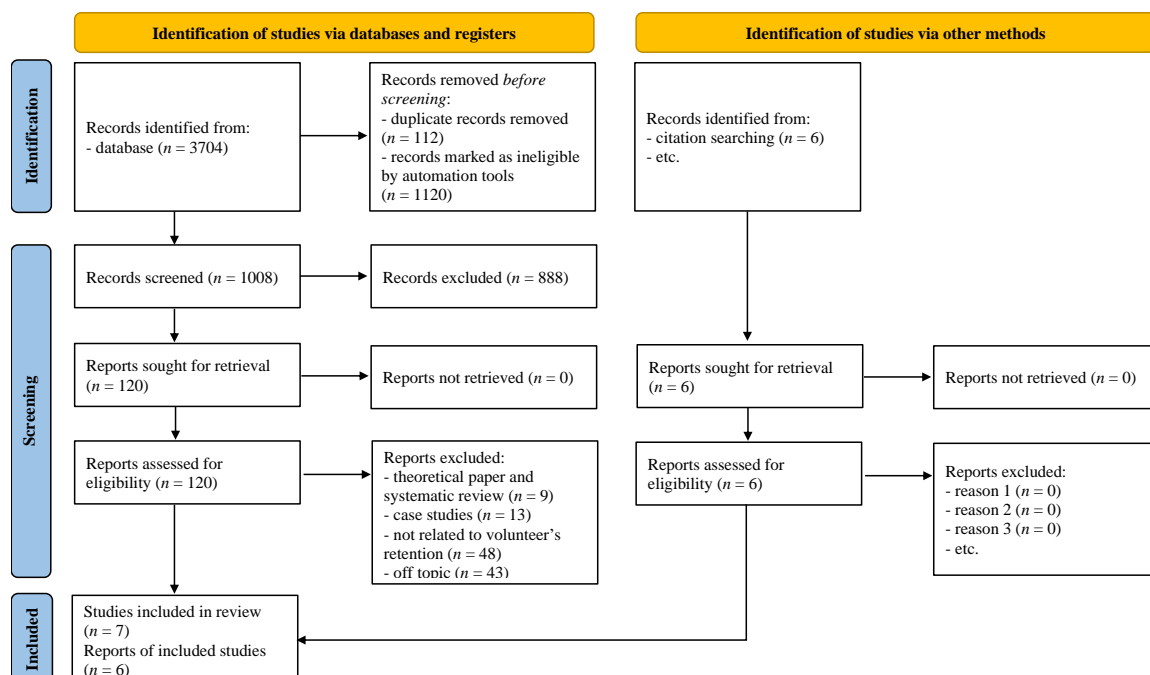 Identification of studies via databases and registers
Identification of studies via other methods
Identification
Records identified from:
- database (n = 3704)
Records removed before
screening:
- duplicate records removed
(n = 112)
- records marked as ineligible
by automation tools
(n = 1120)
Records identified from:
- citation searching (n = 6)
- etc.
Screening
Records screened (n = 1008)
Records excluded (n = 888)
Reports sought for retrieval
(n = 120)
Reports not retrieved (n = 0)
Reports sought for retrieval
(n = 6)
Reports not retrieved (n = 0)
Reports assessed for
eligibility (n = 120)
Reports excluded:
- theoretical paper and
systematic review (n = 9)
- case studies (n = 13)
- not related to volunteer’s
retention (n = 48)
- off topic (n = 43)
Reports assessed for
eligibility (n = 6)
Reports excluded:
- reason 1 (n = 0)
- reason 2 (n = 0)
- reason 3 (n = 0)
- etc.
Included
Studies included in review
(n = 7)
Reports of included studies
(n = 6)